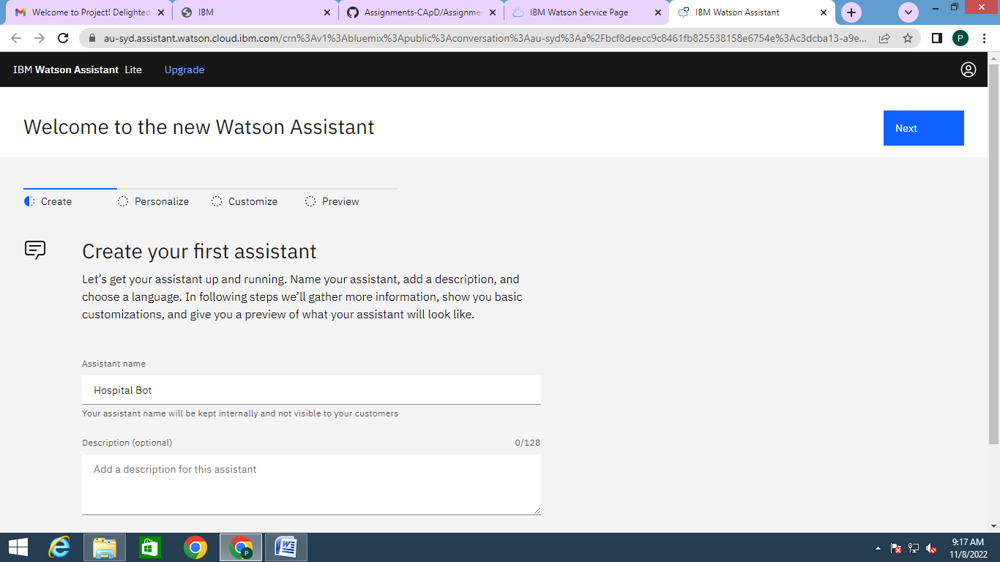 Welcome to Project! Delighted
IBM
Assignments-CApD/Assignme
IBM Watson Service Page
IBM Watson Assistant
au-syd.assistant.watson.cloud.ibm.com/crn%3Av1%3Abluemix%3Apublic%3Aconversation%3Aau-syd%3Aa%2Fbcf8deecc9c8461fb825538158e6754e%3Ac3dcba13-a9e...
P
IBM Watson Assistant Lite Upgrade
Welcome to the new Watson Assistant
Next
Create Personalize Customize Preview
Create your first assistant
Let’s get your assistant up and running. Name your assistant, add a description, and
choose a language. In following steps we’ll gather more information, show you basic
customizations, and give you a preview of what your assistant will look like.
Assistant name
Hospital Bot
Your assistant name will be kept internally and not visible to your customers
Description (optional) 0/128
Add a description for this assistant
P
9:17 AM
11/8/2022